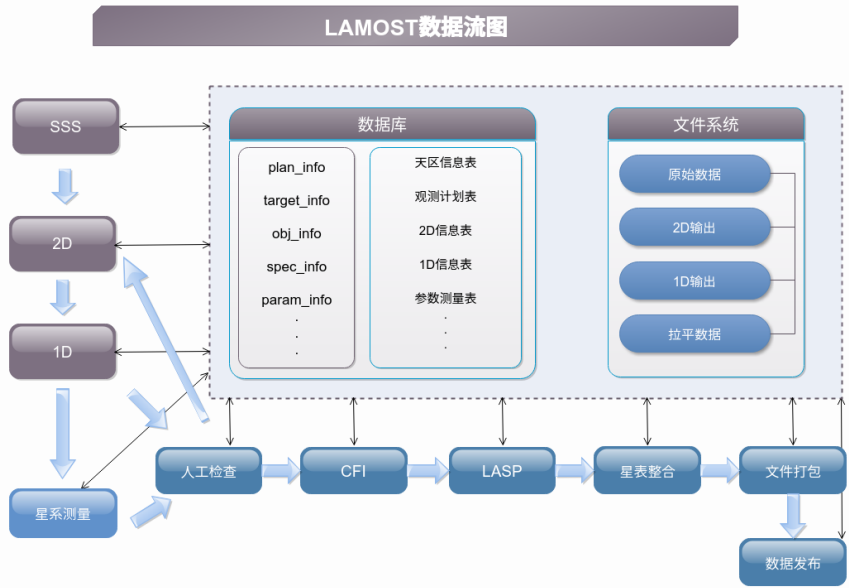 LAMOST数据流图
SSS
2D
1D
星系测量
数据库
plan_info
target_info
obj_info
spec_info
param_info
.
.
.
天区信息表
观测计划表
2D信息表
1D信息表
参数测量表
.
.
.
文件系统
原始数据
2D输出
1D输出
拉平数据
人工检查
CFI
LASP
星表整合
文件打包
数据发布